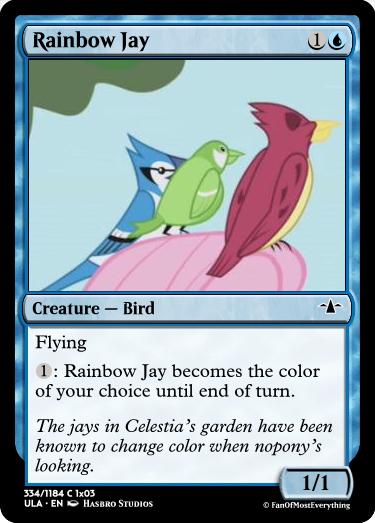 Rainbow Jay 1
Creature — Bird
Flying
1: Rainbow Jay becomes the color
of your choice until end of turn.
The jays in Celestia's garden have been
known to change color when nopony's
looking.
1/1
334/1184 C 1x03
ULA • EN Hasbro Studios
© FanOfMostEverything